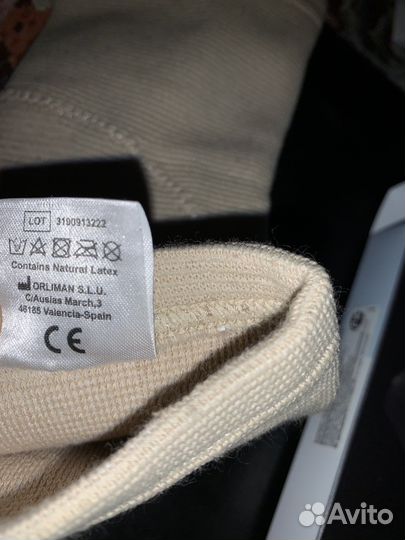 LOT 3190913222
Contains Natural Latex
ORLIMAN S.L.U.
C/Ausias March,3
46185 Valencia-Spain
CE
Avito